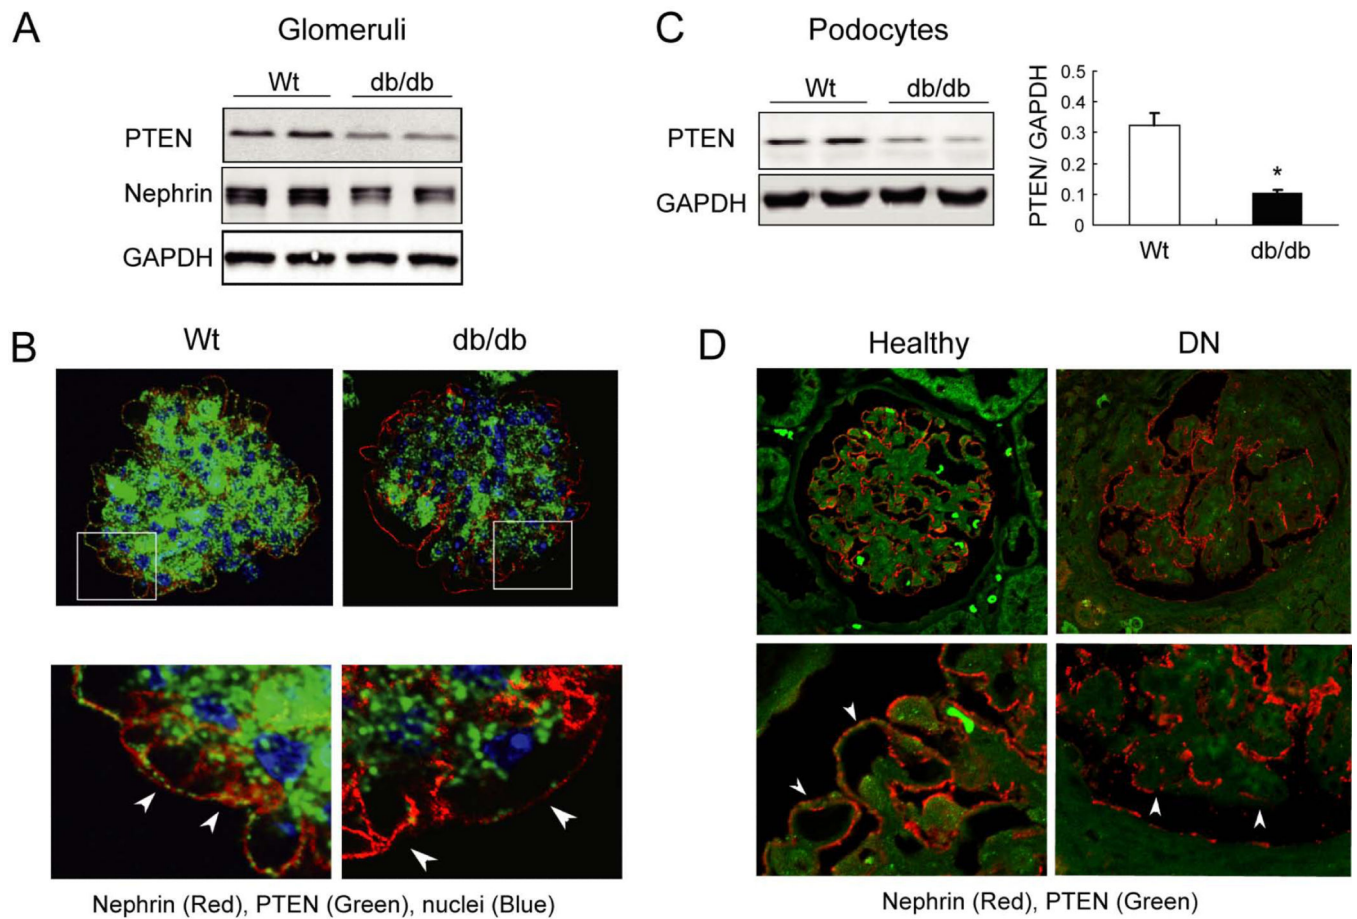 A
Glomeruli
Wt db/db
PTEN
Nephrin
GAPDH
B
Wt db/db
Nephrin (Red), PTEN (Green), nuclei (Blue)
C
Podocytes
Wt db/db
PTEN
GAPDH
PTEN/ GAPDH
0.5
0.4
0.3
0.2
0.1
0
*
Wt db/db
D
Healthy DN
Nephrin (Red), PTEN (Green)